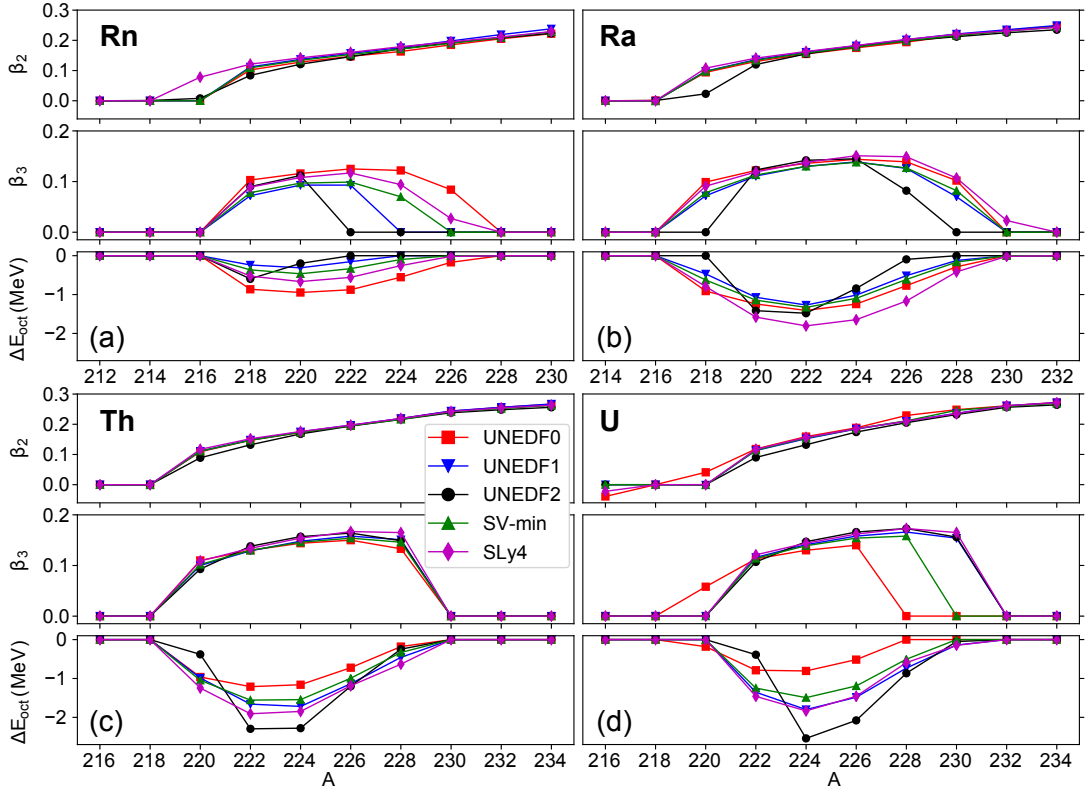 Rn
β2
0.3
0.2
0.1
0.0
β3
0.2
0.1
0.0
ΔEoct (MeV)
0
−1
−2
(a)
212 214 216 218 220 222 224 226 228 230
Ra
(b)
214 216 218 220 222 224 226 228 230 232
Th
β2
0.3
0.2
0.1
0.0
β3
0.2
0.1
0.0
ΔEoct (MeV)
0
−1
−2
(c)
216 218 220 222 224 226 228 230 232 234
A
UNEDF0
UNEDF1
UNEDF2
SV-min
SLy4
U
(d)
216 218 220 222 224 226 228 230 232 234
A